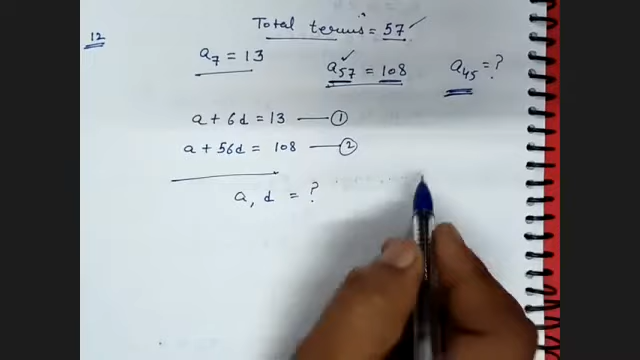 12
Total terms = 57 ✓
a₇ = 13
a₅₇ = 108
a₄₅ = ?
a + 6d = 13 —— ①
a + 56d = 108 —— ②
a, d = ?